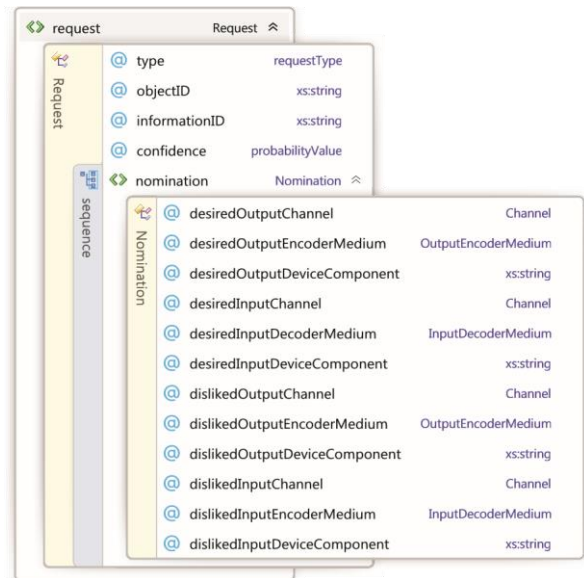 request Request
Request
@ type requestType
@ objectID xs:string
@ informationID xs:string
@ confidence probabilityValue
sequence
nomination Nomination
Nomination
@ desiredOutputChannel Channel
@ desiredOutputEncoderMedium OutputEncoderMedium
@ desiredOutputDeviceComponent xs:string
@ desiredInputChannel Channel
@ desiredInputDecoderMedium InputDecoderMedium
@ desiredInputDeviceComponent xs:string
@ dislikedOutputChannel Channel
@ dislikedOutputEncoderMedium OutputEncoderMedium
@ dislikedOutputDeviceComponent xs:string
@ dislikedInputChannel Channel
@ dislikedInputEncoderMedium InputDecoderMedium
@ dislikedInputDeviceComponent xs:string